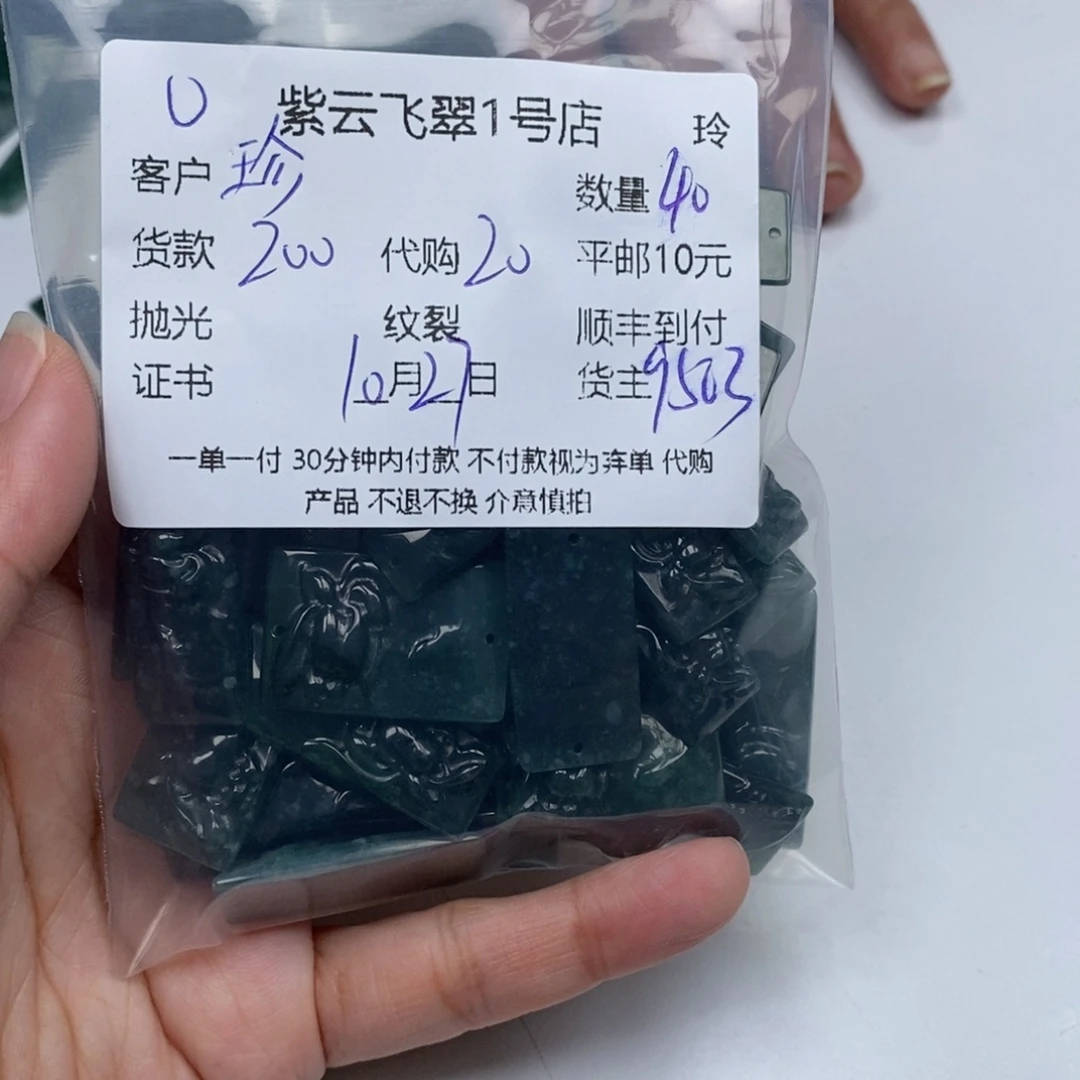 U 紫云飞翠1号店 玲
客户 珍 数量 40
货款 200 代购 20 平邮10元
抛光 纹裂 顺丰到付
证书 10月27日 货主 9503
一单一付 30分钟内付款 不付款视为弃单 代购
产品 不退不换 介意慎拍